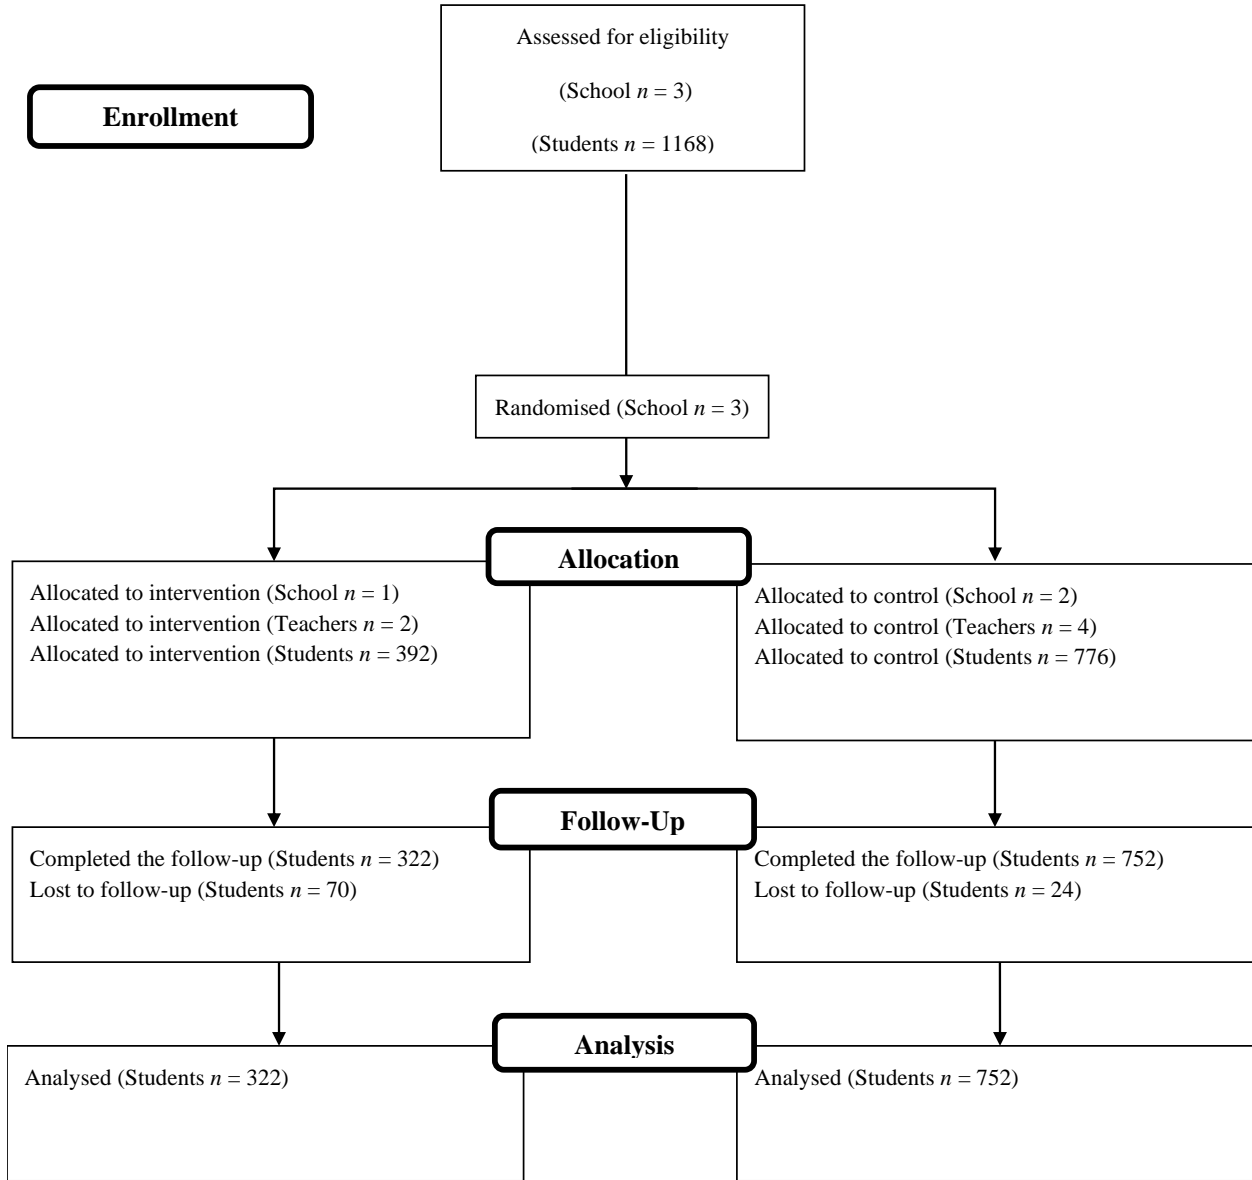 Assessed for eligibility
(School n = 3)
(Students n = 1168)
Enrollment
Randomised (School n = 3)
Allocation
Allocated to intervention (School n = 1)
Allocated to intervention (Teachers n = 2)
Allocated to intervention (Students n = 392)
Allocated to control (School n = 2)
Allocated to control (Teachers n = 4)
Allocated to control (Students n = 776)
Follow-Up
Completed the follow-up (Students n = 322)
Lost to follow-up (Students n = 70)
Completed the follow-up (Students n = 752)
Lost to follow-up (Students n = 24)
Analysis
Analysed (Students n = 322)
Analysed (Students n = 752)